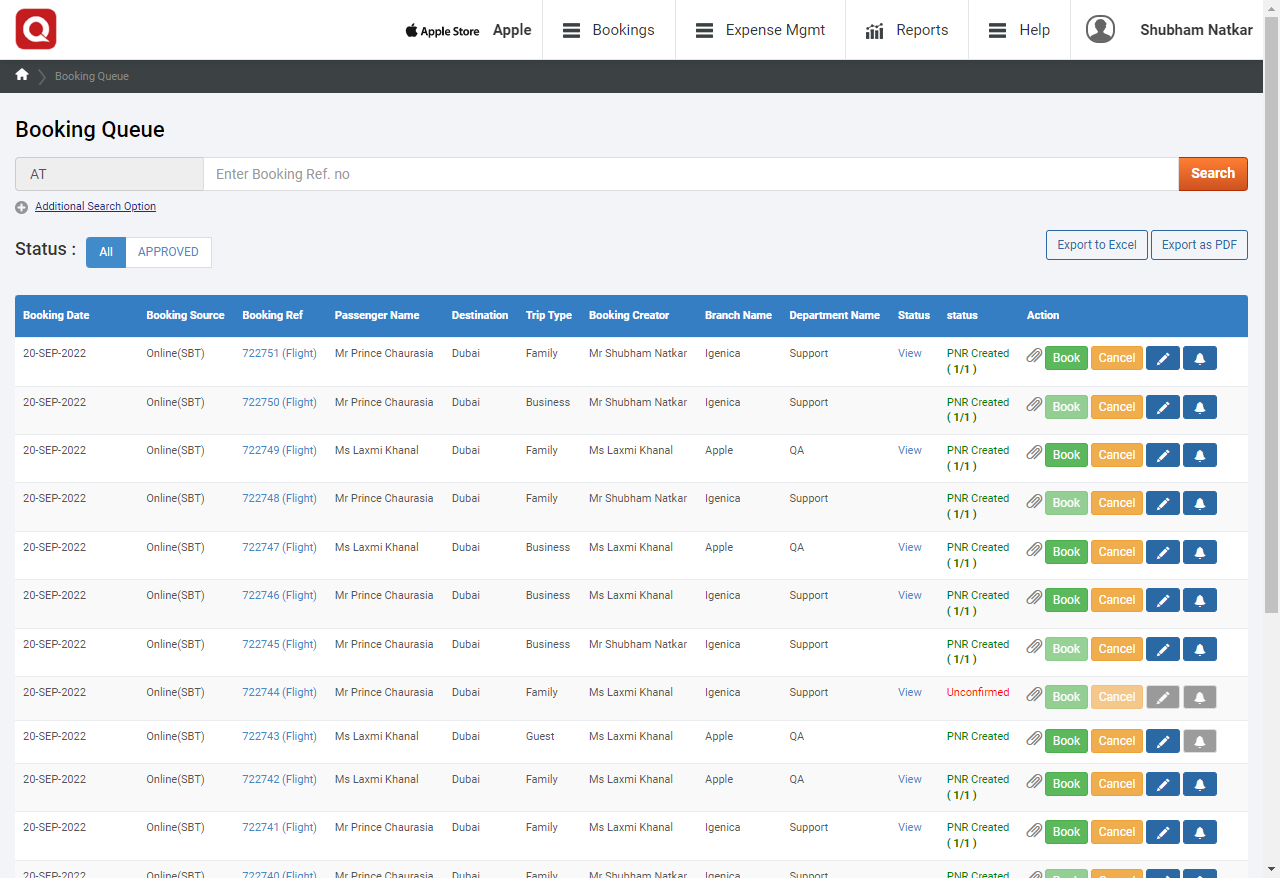 Apple Store Apple Bookings Expense Mgmt Reports Help Shubham Natkar
Booking Queue
Booking Queue
AT Enter Booking Ref. no Search
Additional Search Option
Status : All APPROVED Export to Excel Export as PDF
Booking Date Booking Source Booking Ref Passenger Name Destination Trip Type Booking Creator Branch Name Department Name Status status Action
20-SEP-2022 Online(SBT) 722751 (Flight) Mr Prince Chaurasia Dubai Family Mr Shubham Natkar Igenica Support View PNR Created Book Cancel
( 1/1 )
20-SEP-2022 Online(SBT) 722750 (Flight) Mr Prince Chaurasia Dubai Business Mr Shubham Natkar Igenica Support PNR Created Book Cancel
( 1/1 )
20-SEP-2022 Online(SBT) 722749 (Flight) Ms Laxmi Khanal Dubai Family Ms Laxmi Khanal Apple QA View PNR Created Book Cancel
( 1/1 )
20-SEP-2022 Online(SBT) 722748 (Flight) Mr Prince Chaurasia Dubai Family Mr Shubham Natkar Igenica Support PNR Created Book Cancel
( 1/1 )
20-SEP-2022 Online(SBT) 722747 (Flight) Ms Laxmi Khanal Dubai Business Ms Laxmi Khanal Apple QA View PNR Created Book Cancel
( 1/1 )
20-SEP-2022 Online(SBT) 722746 (Flight) Mr Prince Chaurasia Dubai Business Ms Laxmi Khanal Igenica Support View PNR Created Book Cancel
( 1/1 )
20-SEP-2022 Online(SBT) 722745 (Flight) Mr Prince Chaurasia Dubai Business Mr Shubham Natkar Igenica Support PNR Created Book Cancel
( 1/1 )
20-SEP-2022 Online(SBT) 722744 (Flight) Mr Prince Chaurasia Dubai Family Ms Laxmi Khanal Igenica Support View Unconfirmed Book Cancel
20-SEP-2022 Online(SBT) 722743 (Flight) Ms Laxmi Khanal Dubai Guest Ms Laxmi Khanal Apple QA PNR Created Book Cancel
20-SEP-2022 Online(SBT) 722742 (Flight) Ms Laxmi Khanal Dubai Family Ms Laxmi Khanal Apple QA View PNR Created Book Cancel
( 1/1 )
20-SEP-2022 Online(SBT) 722741 (Flight) Mr Prince Chaurasia Dubai Family Ms Laxmi Khanal Igenica Support View PNR Created Book Cancel
( 1/1 )
20-SEP-2022 Online(SBT) 722740 (Flight) Mr Prince Chaurasia Dubai Family Ms Laxmi Khanal Igenica Support View PNR Created